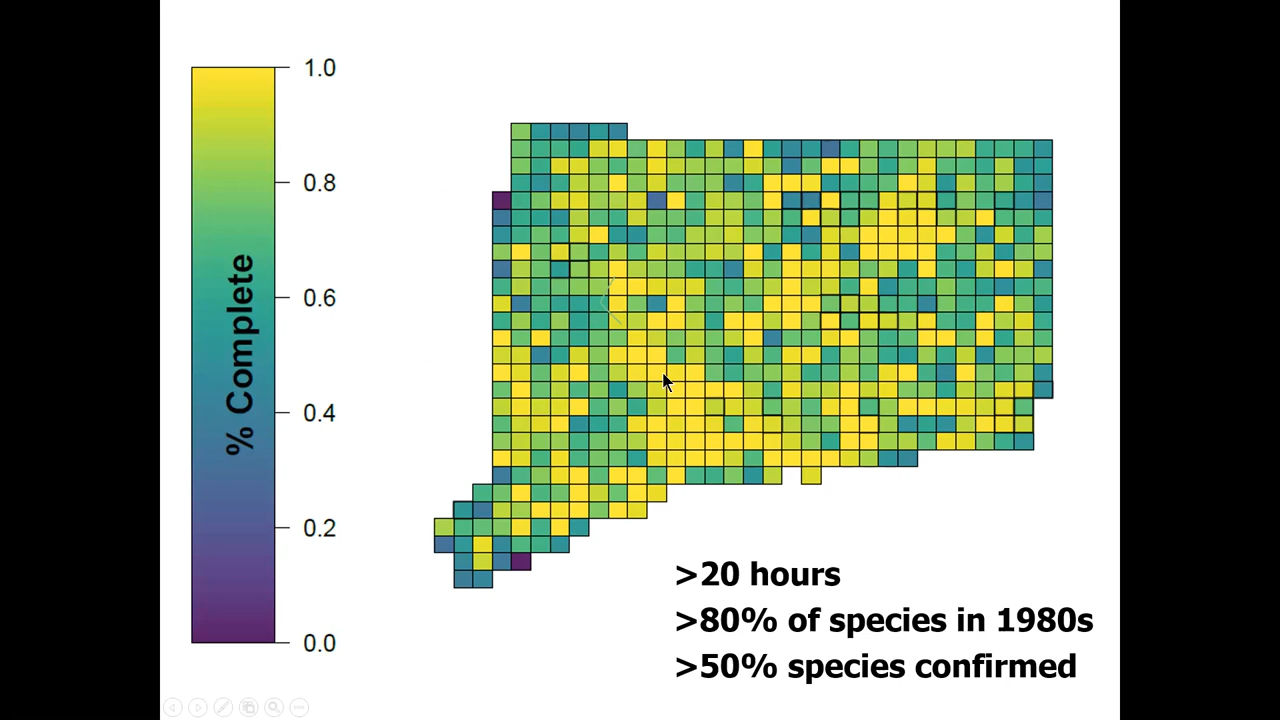 1.0
0.8
0.6
0.4
0.2
0.0
% Complete
>20 hours
>80% of species in 1980s
>50% species confirmed